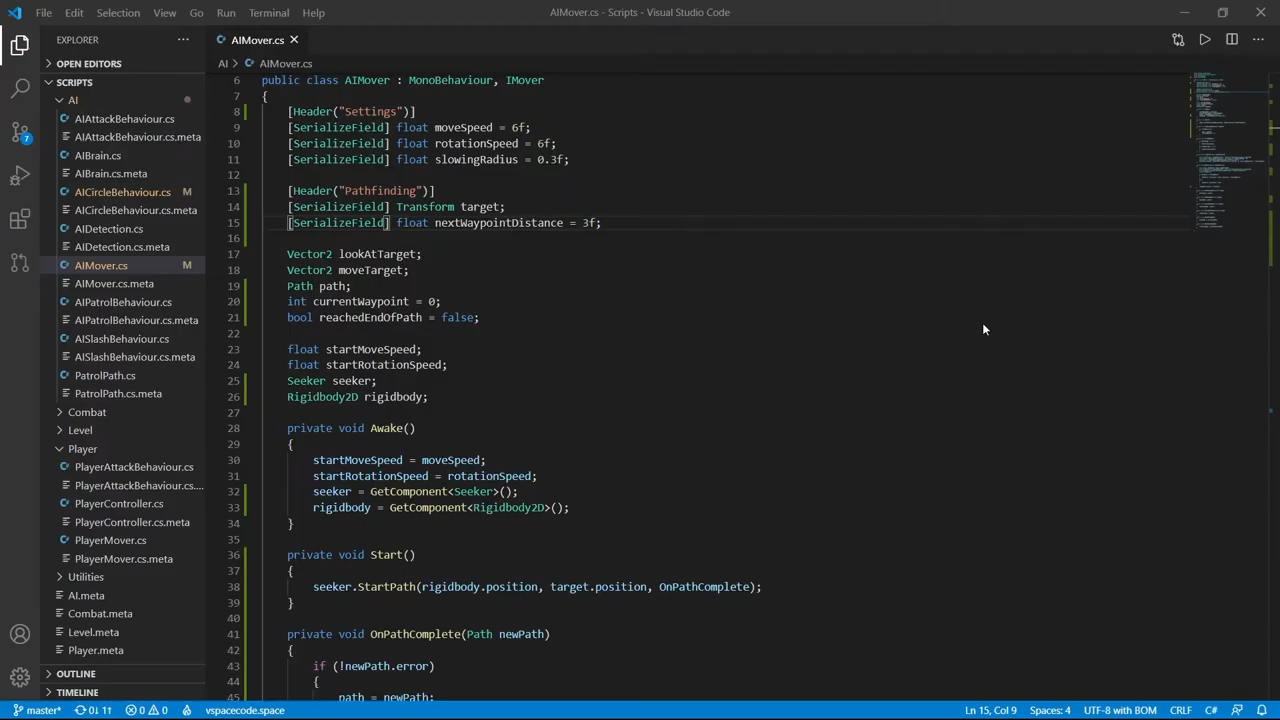 File Edit Selection View Go Run Terminal Help
AIMover.cs - Scripts - Visual Studio Code
EXPLORER
OPEN EDITORS
SCRIPTS
AI
AIAttackBehaviour.cs
AIAttackBehaviour.cs.meta
AIBrain.cs
AIBrain.cs.meta
AICircleBehaviour.cs M
AICircleBehaviour.cs.meta
AIDetection.cs
AIDetection.cs.meta
AIMover.cs M
AIMover.cs.meta
AIPatrolBehaviour.cs
AIPatrolBehaviour.cs.meta
AISlashBehaviour.cs
AISlashBehaviour.cs.meta
PatrolPath.cs
PatrolPath.cs.meta
Combat
Level
Player
PlayerAttackBehaviour.cs
PlayerAttackBehaviour.cs....
PlayerController.cs
PlayerController.cs.meta
PlayerMover.cs
PlayerMover.cs.meta
Utilities
AI.meta
Combat.meta
Level.meta
Player.meta
OUTLINE
TIMELINE
7
AIMover.cs
AI > AIMover.cs
6 public class AIMover : MonoBehaviour, IMover
7 {
8 [Header("Settings")]
9 [SerializeField] float moveSpeed = 6f;
10 [SerializeField] float rotationSpeed = 6f;
11 [SerializeField] float slowingRadius = 0.3f;
12
13 [Header("Pathfinding")]
14 [SerializeField] Transform target;
15 [SerializeField] float nextWaypointDistance = 3f;
16
17 Vector2 lookAtTarget;
18 Vector2 moveTarget;
19 Path path;
20 int currentWaypoint = 0;
21 bool reachedEndOfPath = false;
22
23 float startMoveSpeed;
24 float startRotationSpeed;
25 Seeker seeker;
26 Rigidbody2D rigidbody;
27
28 private void Awake()
29 {
30 startMoveSpeed = moveSpeed;
31 startRotationSpeed = rotationSpeed;
32 seeker = GetComponent<Seeker>();
33 rigidbody = GetComponent<Rigidbody2D>();
34 }
35
36 private void Start()
37 {
38 seeker.StartPath(rigidbody.position, target.position, OnPathComplete);
39 }
40
41 private void OnPathComplete(Path newPath)
42 {
43 if (!newPath.error)
44 {
45 path = newPath;
master* 0↓ 1↑ 0 0 vspacecode.space Ln 15, Col 9 Spaces: 4 UTF-8 with BOM CRLF C#